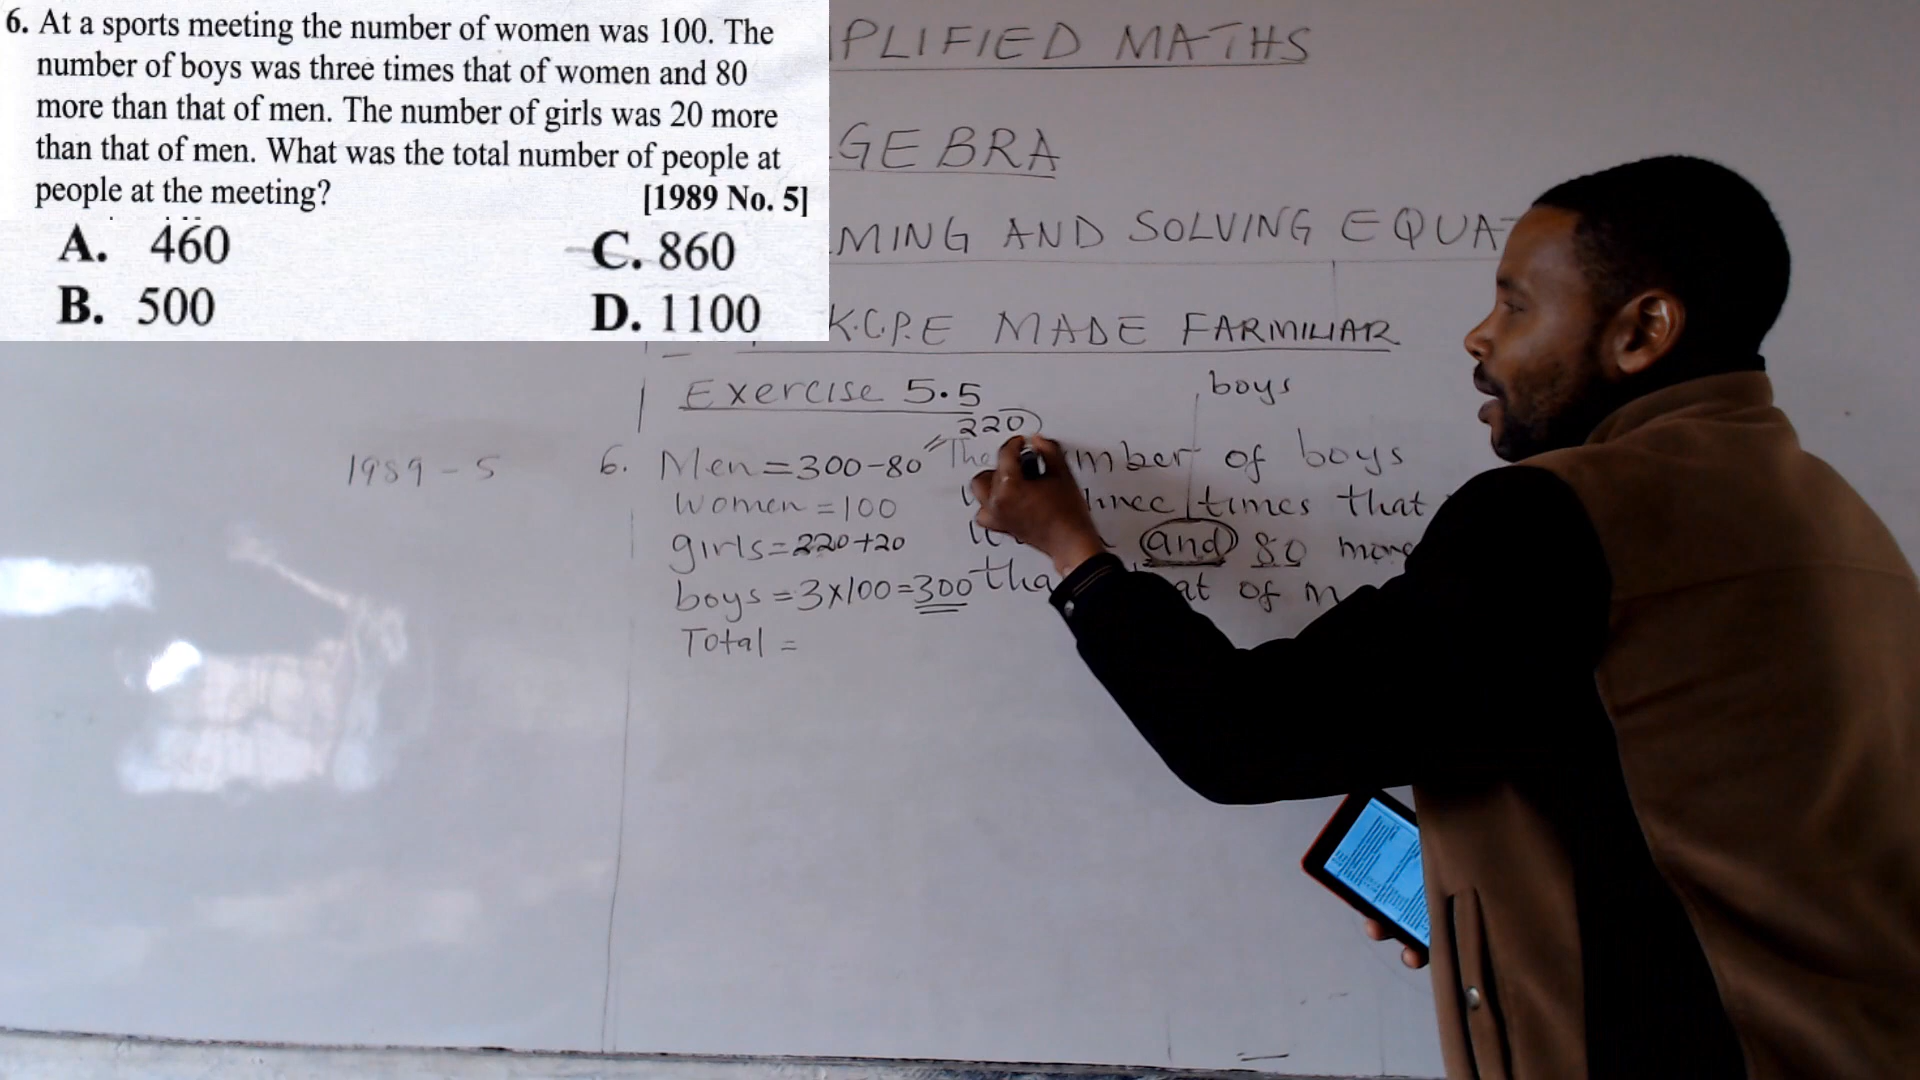 6. At a sports meeting the number of women was 100. The
number of boys was three times that of women and 80
more than that of men. The number of girls was 20 more
than that of men. What was the total number of people at
people at the meeting? [1989 No. 5]
A. 460
C. 860
B. 500
D. 1100
PLIFIED MATHS
GEBRA
MING AND SOLVING EQUA
K.C.P.E MADE FARMILIAR
Exercise 5.5
boys
220
1989 - 5
6. Men = 300-80 The mber of boys
Women = 100 times that
girls = 220+20 and 80 more
boys = 3x100 = 300 tha at of m
Total =